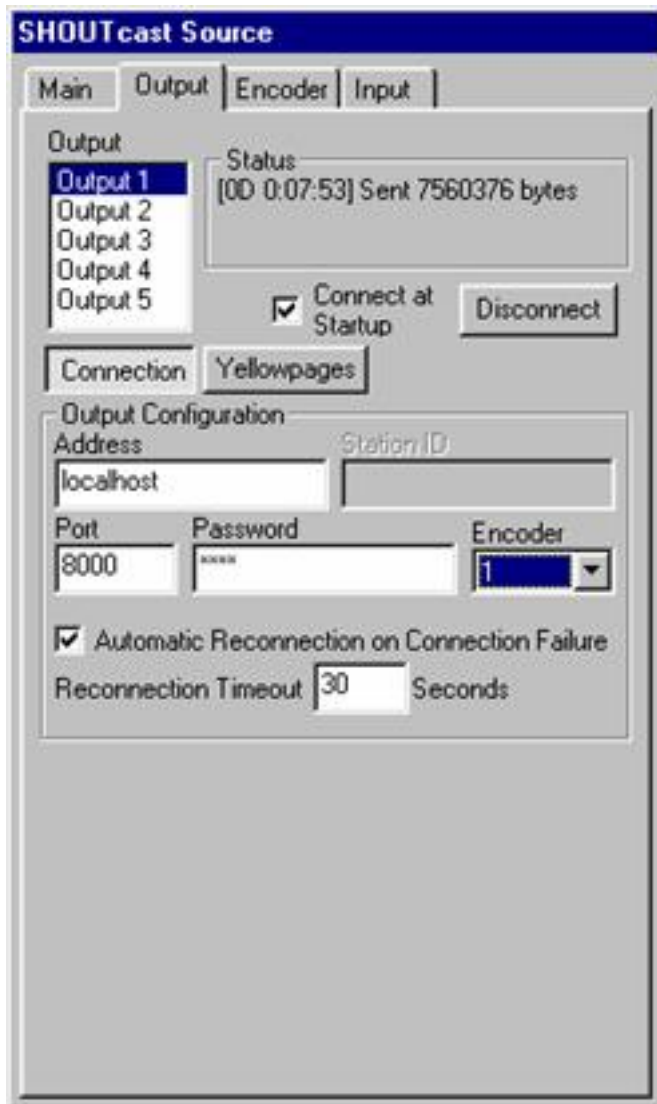 SHOUTcast Source
Main Output Encoder Input
Output
Output 1
Output 2
Output 3
Output 4
Output 5
Status
[0D 0:07:53] Sent 7560376 bytes
Connect at
Startup
Disconnect
Connection Yellowpages
Output Configuration
Address Station ID
localhost
Port Password Encoder
8000 **** 1
Automatic Reconnection on Connection Failure
Reconnection Timeout 30 Seconds